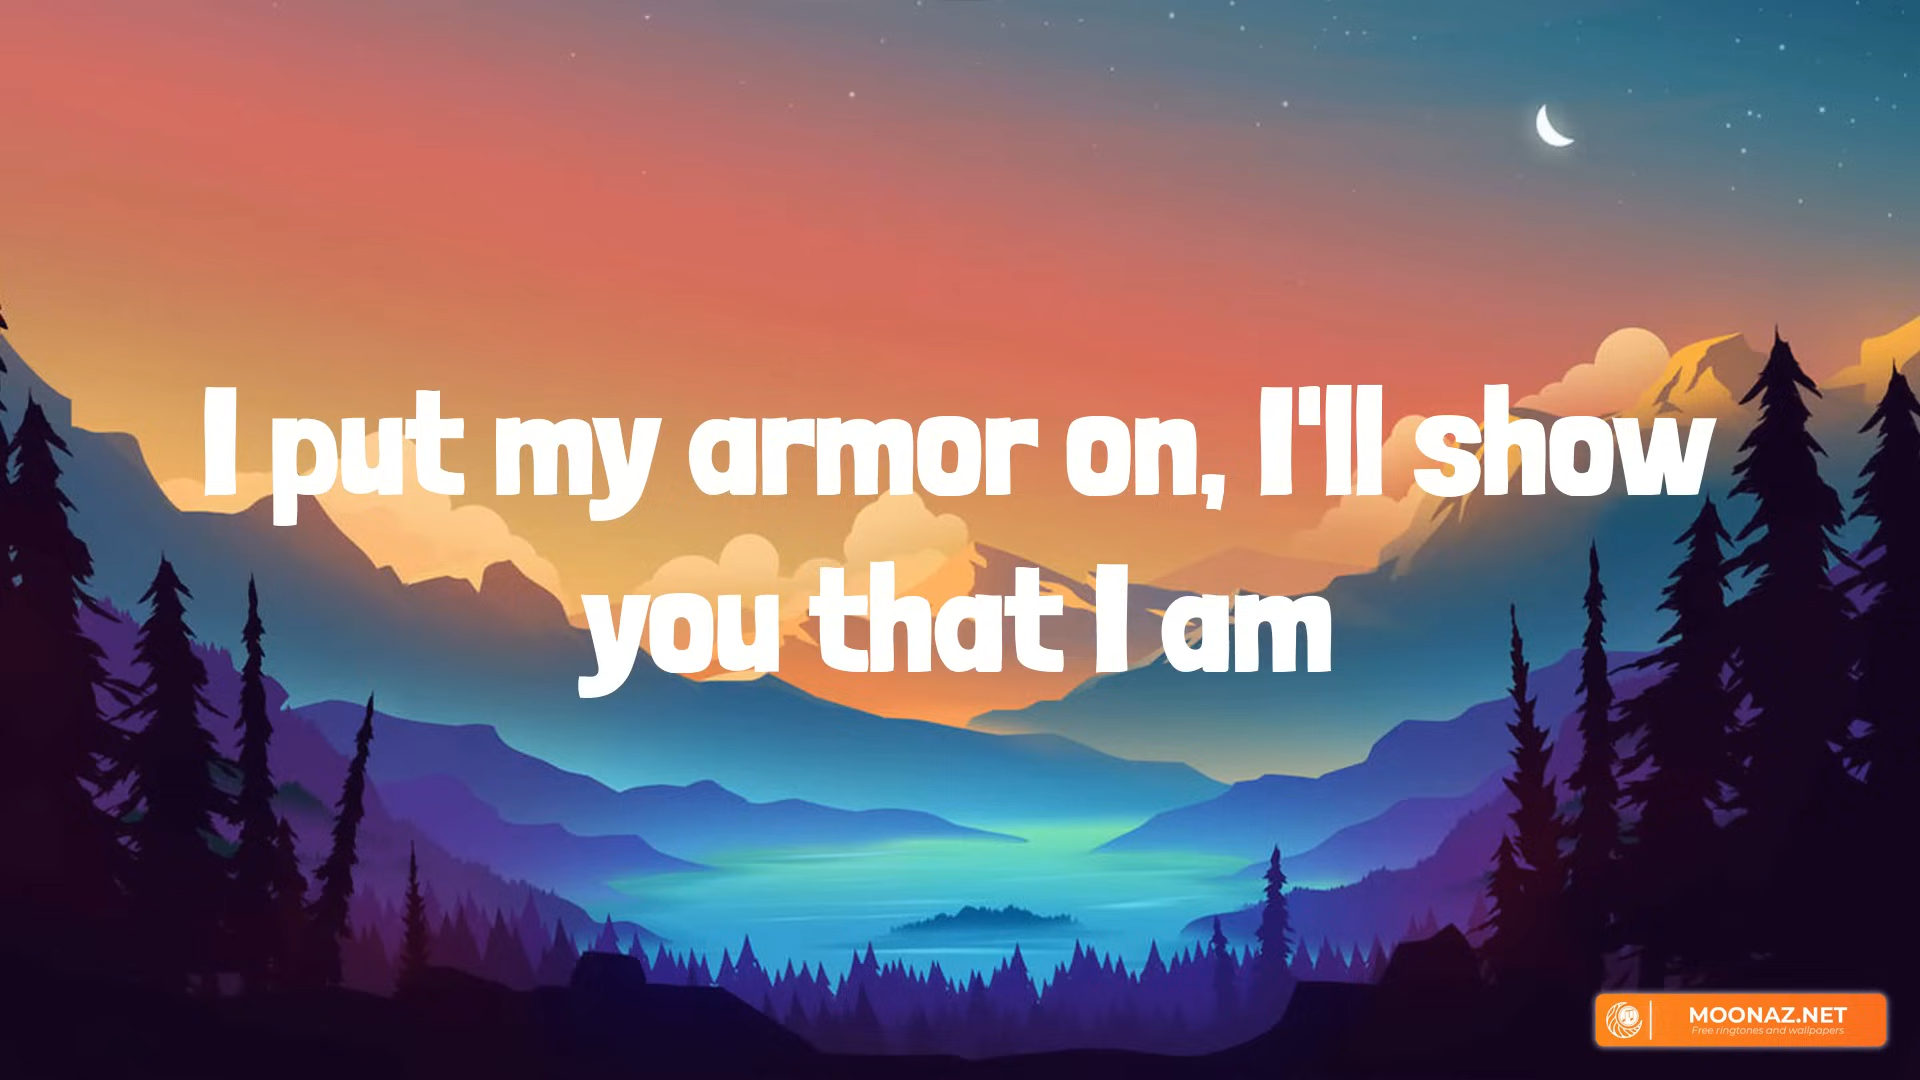 I put my armor on, I'll show
you that I am
MOONAZ.NET
Free ringtones and wallpapers